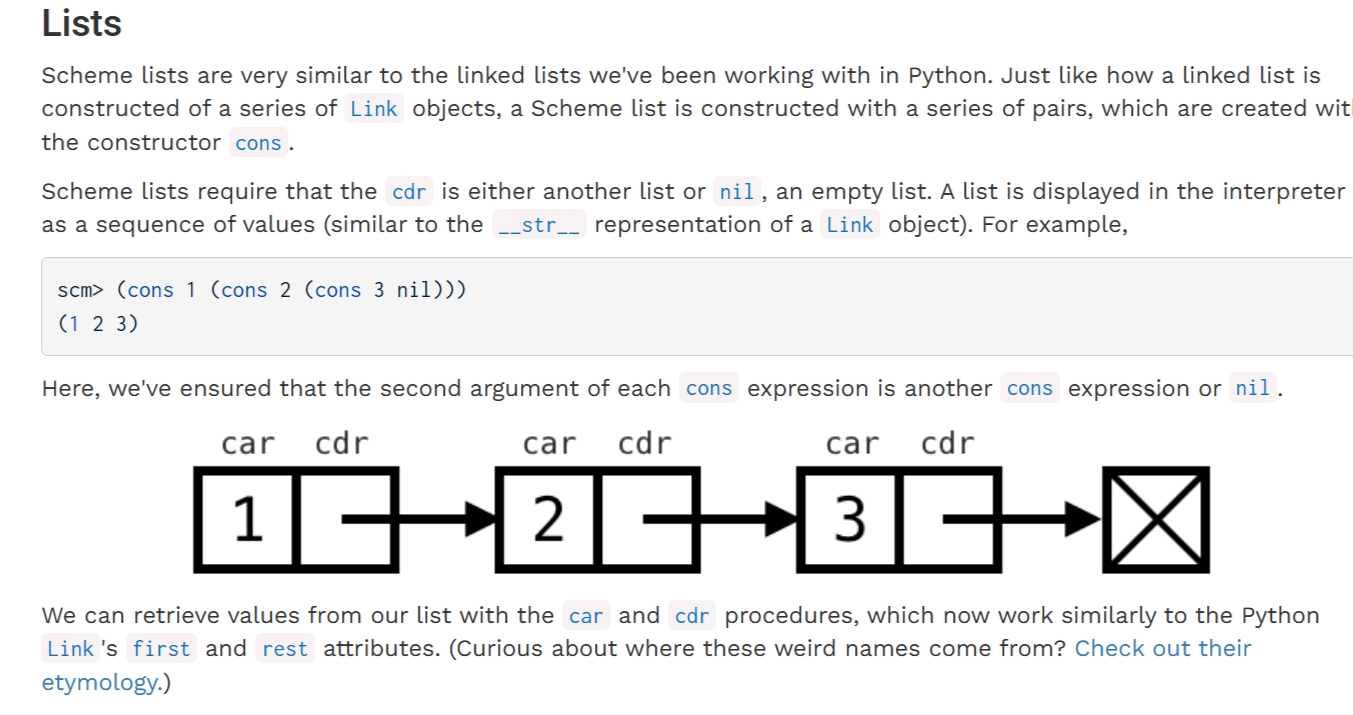 Lists
Scheme lists are very similar to the linked lists we've been working with in Python. Just like how a linked list is
constructed of a series of Link objects, a Scheme list is constructed with a series of pairs, which are created wit
the constructor cons.
Scheme lists require that the cdr is either another list or nil, an empty list. A list is displayed in the interpreter
as a sequence of values (similar to the __str__ representation of a Link object). For example,
scm> (cons 1 (cons 2 (cons 3 nil)))
(1 2 3)
Here, we've ensured that the second argument of each cons expression is another cons expression or nil.
car cdr car cdr car cdr
1 2 3
We can retrieve values from our list with the car and cdr procedures, which now work similarly to the Python
Link's first and rest attributes. (Curious about where these weird names come from? Check out their
etymology.)